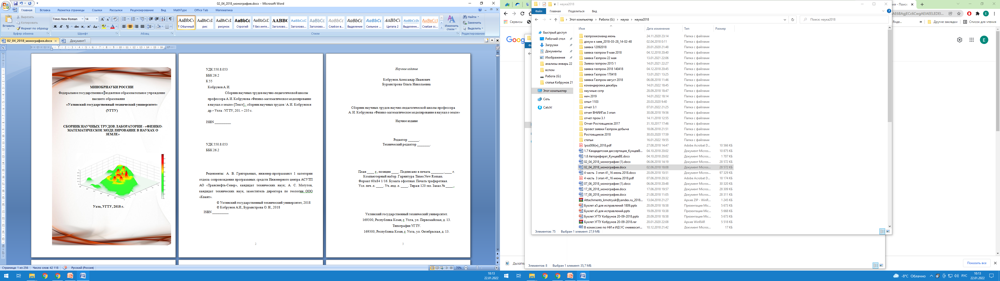 02_04_2018_монография.docx - Microsoft Word
Главная Вставка Разметка страницы Ссылки Рассылки Рецензирование Вид MathType Office Tab Математика
Вставить
Вырезать
Копировать
Формат по образцу
Буфер обмена
Times New Roman 14
Шрифт
Абзац
¶ Обычный рис рисунок Строгий ¶ Без инте... Заголово... Заголово... Заголово... Слабое в... Выделение Сильное ... Цитата 2 Выделенн... Слабая сс...
Стили
Изменить стили
Найти
Заменить
Выделить
Редактирование
02_04_2018_монография.docx Документ1
МИНОБРНАУКИ РОССИИ
Федеральное государственное бюджетное образовательное учреждение
высшего образования
«Ухтинский государственный технический университет»
(УГТУ)
СБОРНИК НАУЧНЫХ ТРУДОВ ЛАБОРАТОРИИ - «ФИЗИКО-
МАТЕМАТИЧЕСКОЕ МОДЕЛИРОВАНИЕ В НАУКАХ О
ЗЕМЛЕ»
Ухта, УГТУ, 2018 г.
УДК 550.8.053
ББК 26.2
К 55
Кобрунов А.И.
Сборник научных трудов научно-педагогической школы
профессора А. И. Кобрунова «Физико-математическое моделирование
в науках о земле» [Текст] : сборник научных трудов / А. И. Кобрунов и
др.– Ухта : УГТУ, 201. – 235 с.
ISBN _________
УДК 550.8.053
ББК 26.2
Рецензенты: А. В. Григорьевых, инженер-программист 1 категории
отдела сопровождения программных средств Инженерного центра АСУТП
АО «Транснефть-Север», кандидат технических наук; А. С. Могутов,
кандидат технических наук, заместитель директора по геологии ООО
«Квант».
© Ухтинский государственный технический университет, 2018
© Кобрунов А.И., Бурмистрова О. Н., 2018
ISBN _________
2
Научное издание
Кобрунов Александр Иванович
Бурмистрова Ольга Николаевна
Сборник научных трудов научно-педагогической школы профессора
А. И. Кобрунова «Физико-математическое моделирование в науках о земле»
Научное издание
Редактор ______.
Технический редактор _______.
План ____ г., позиция ____. Подписано в печать _______.____ г.
Компьютерный набор. Гарнитура Times New Roman.
Формат 60х84 1/16. Бумага офсетная. Печать трафаретная.
Усл. печ. л. ____. Уч.-изд. л. ____. Тираж 120 экз. Заказ № ____.
Ухтинский государственный технический университет.
169300, Республика Коми, г. Ухта, ул. Первомайская, д. 13.
Типография УГТУ.
169300, Республика Коми, г. Ухта, ул. Октябрьская, д. 13.
3
Страница: 1 из 256 Число слов: 42 118 Русский (Россия) 70%
10:13
22.01.2022
наука2018
Файл Главная Поделиться Вид
Этот компьютер › Работа (G:) › наука › наука2018
Поиск: наука2018
Быстрый доступ
Рабочий стол
Загрузки
Документы
Изображения
анализы январь 22
вспом
Работа (G:)
статья Кобрунов 21
Этот компьютер
Сеть
Catch!
Имя Дата изменения Тип Размер
газпромкоманд июнь 24.11.2020 23:14 Папка с файлами
докум к заяв_2018-03-28_14-02-48 02.04.2018 0:11 Папка с файлами
заявка 12092018 20.01.2020 21:48 Папка с файлами
заявка газпром 9 мая 2018 04.12.2018 20:40 Папка с файлами
заявка Газпром 22 мая 13.01.2021 22:06 Папка с файлами
Заявка газпром 2015 1 14.01.2021 22:27 Папка с файлами
заявка газпром 2018 140418 04.12.2018 20:45 Папка с файлами
заявка Газпром 170418 13.01.2021 13:25 Папка с файлами
заявка Газпром август 2018 06.08.2018 11:46 Папка с файлами
командировка декабрь 14.01.2022 18:45 Папка с файлами
научные сотр 28.09.2018 18:47 Папка с файлами
нич 2019 14.01.2022 18:14 Папка с файлами
опыт 1103 20.03.2020 9:40 Папка с файлами
отчет 3.1 07.01.2022 21:25 Папка с файлами
отчет ВНИИГаз 3 этап 30.08.2018 19:56 Папка с файлами
отчет пром 3.1 14.11.2018 12:55 Папка с файлами
Отчет Ростовщиков 2017 31.10.2017 17:46 Папка с файлами
проект заявки Газпром добыча 18.06.2018 21:51 Папка с файлами
Ростовщиков 2018 30.03.2020 17:59 Папка с файлами
статьи 16.01.2022 19:55 Папка с файлами
!poz006(н)_2018.pdf 27.08.2018 14:47 Adobe Acrobat D... 10 566 КБ
1.7 Кандидатская диссертация_КунцевВ... 04.10.2018 20:02 Документ Micros... 10 875 КБ
1.8 Автореферат_КунцевВЕ.docx 04.10.2018 20:02 Документ Micros... 1 707 КБ
02_04_2018_монография (1).docx 06.06.2018 14:19 Документ Micros... 28 572 КБ
02_04_2018_монография.docx 02.06.2018 18:08 Документ Micros... 28 572 КБ
4 часть 3 этап 41_16 июнь 2018.docx 20.09.2018 10:51 Документ Micros... 97 329 КБ
4 часть 3 этап 41_16 июнь 2018.pdf 07.06.2018 20:32 Adobe Acrobat D... 18 174 КБ
07_06_2018_монография (1).docx 06.06.2018 20:48 Документ Micros... 30 320 КБ
17_06_2018_монография.docx 17.06.2018 19:57 Документ Micros... 28 309 КБ
17_08_2018_монография.docx 21.08.2018 11:05 Документ Micros... 28 311 КБ
Attachments_kmotryuk@yandex.ru_2018... 13.04.2018 21:27 Архив ZIP - WinR... 1 245 КБ
Буклет а5 для исправлений 1809.pptx 20.09.2018 18:58 Презентация Mic... 5 673 КБ
Буклет а5 для исправлений.pptx 19.09.2018 10:38 Презентация Mic... 5 668 КБ
Буклет УГТУ Кобрунов 20-09-2018.pptx 20.09.2018 18:58 Презентация Mic... 5 673 КБ
Буклет УГТУ Кобрунов 20-09-2018.rar 20.01.2020 22:08 Архив WinRAR 5 518 КБ
В комиссию по НИ и ИД УС университ... 10.12.2018 21:42 Документ Micros... 17 КБ
Элементов: 75 Выбран 1 элемент: 27,9 МБ
Элементов: 8 Выбран 1 элемент: 35,7 МБ
Сервисы
Goog
Другие закладки Список для чтения
E
E
Показать все
-8°C Облачно РУС
10:13
22.01.2022